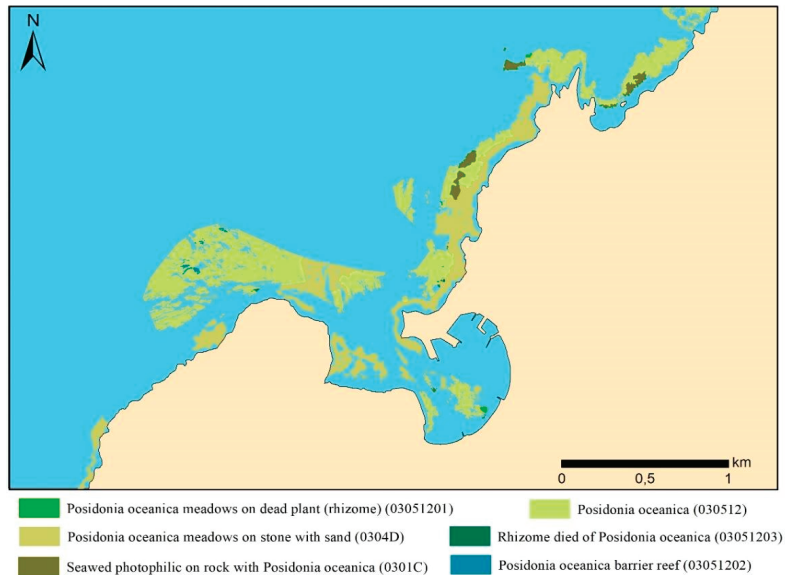 N
km
0 0,5 1
Posidonia oceanica meadows on dead plant (rhizome) (03051201)
Posidonia oceanica (030512)
Posidonia oceanica meadows on stone with sand (0304D)
Rhizome died of Posidonia oceanica (03051203)
Seawed photophilic on rock with Posidonia oceanica (0301C)
Posidonia oceanica barrier reef (03051202)